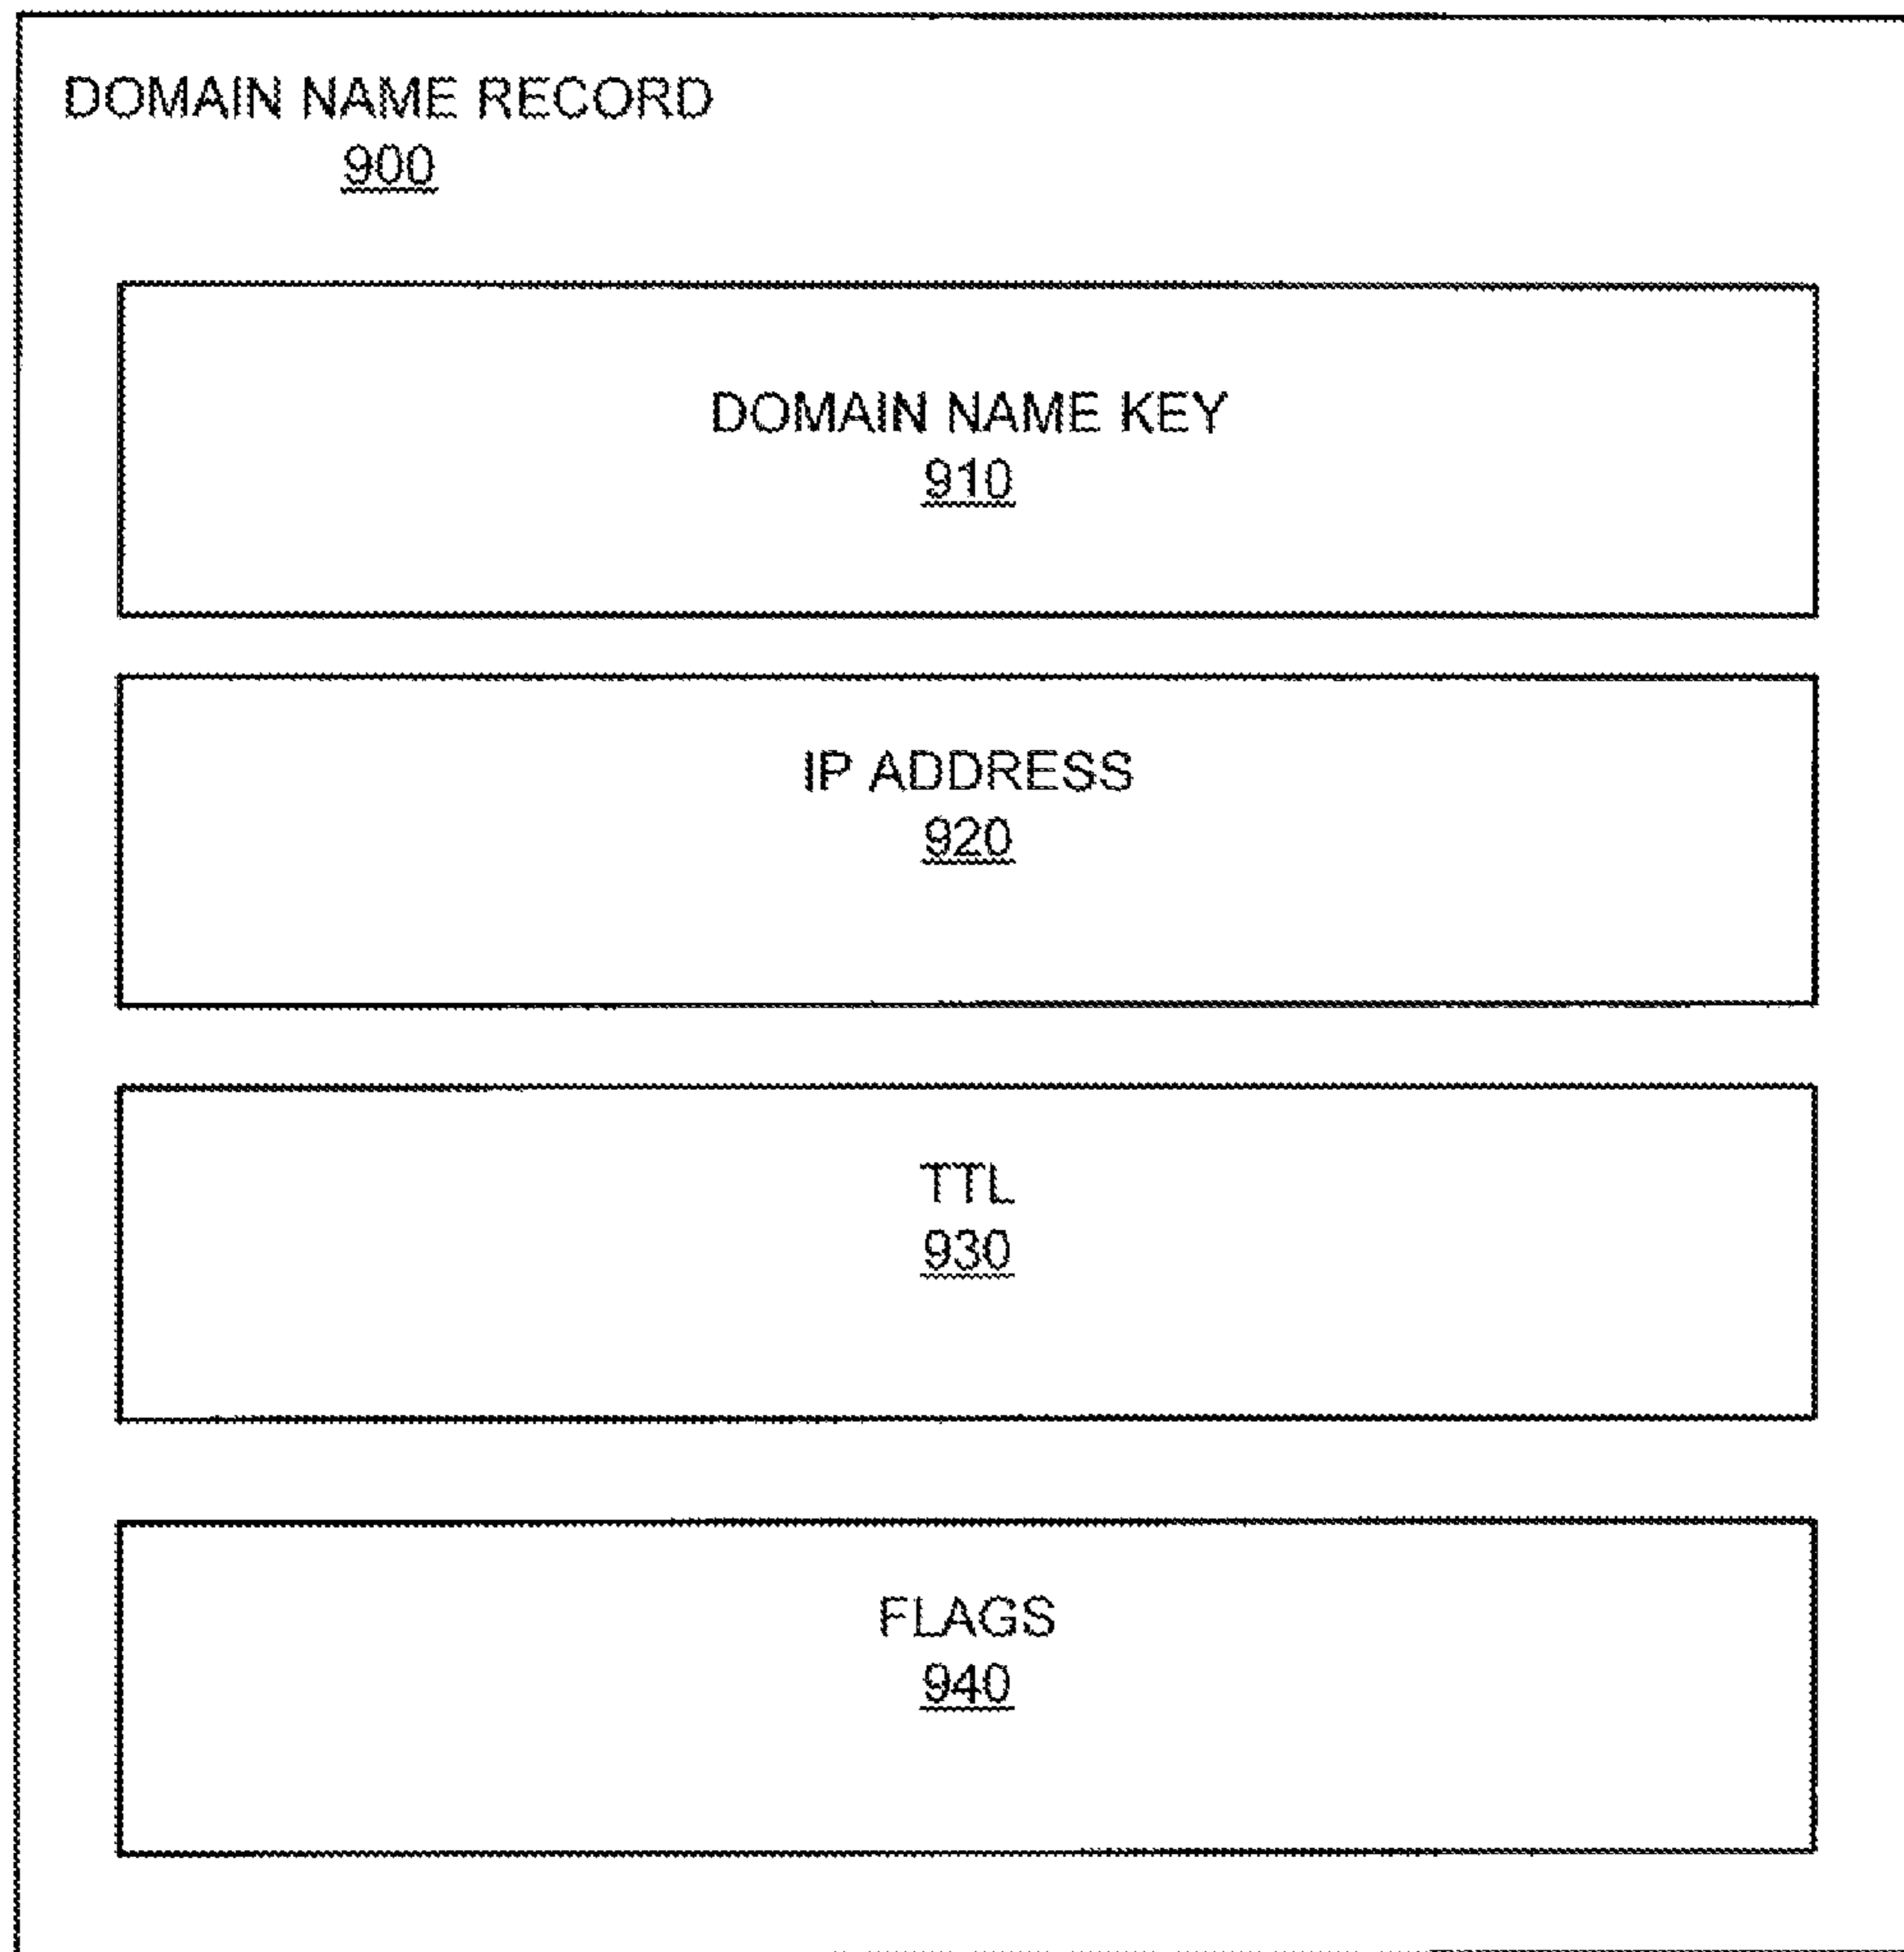 DOMAIN NAME RECORD
900
DOMAIN NAME KEY
910
IP ADDRESS
920
TTL
930
FLAGS
940